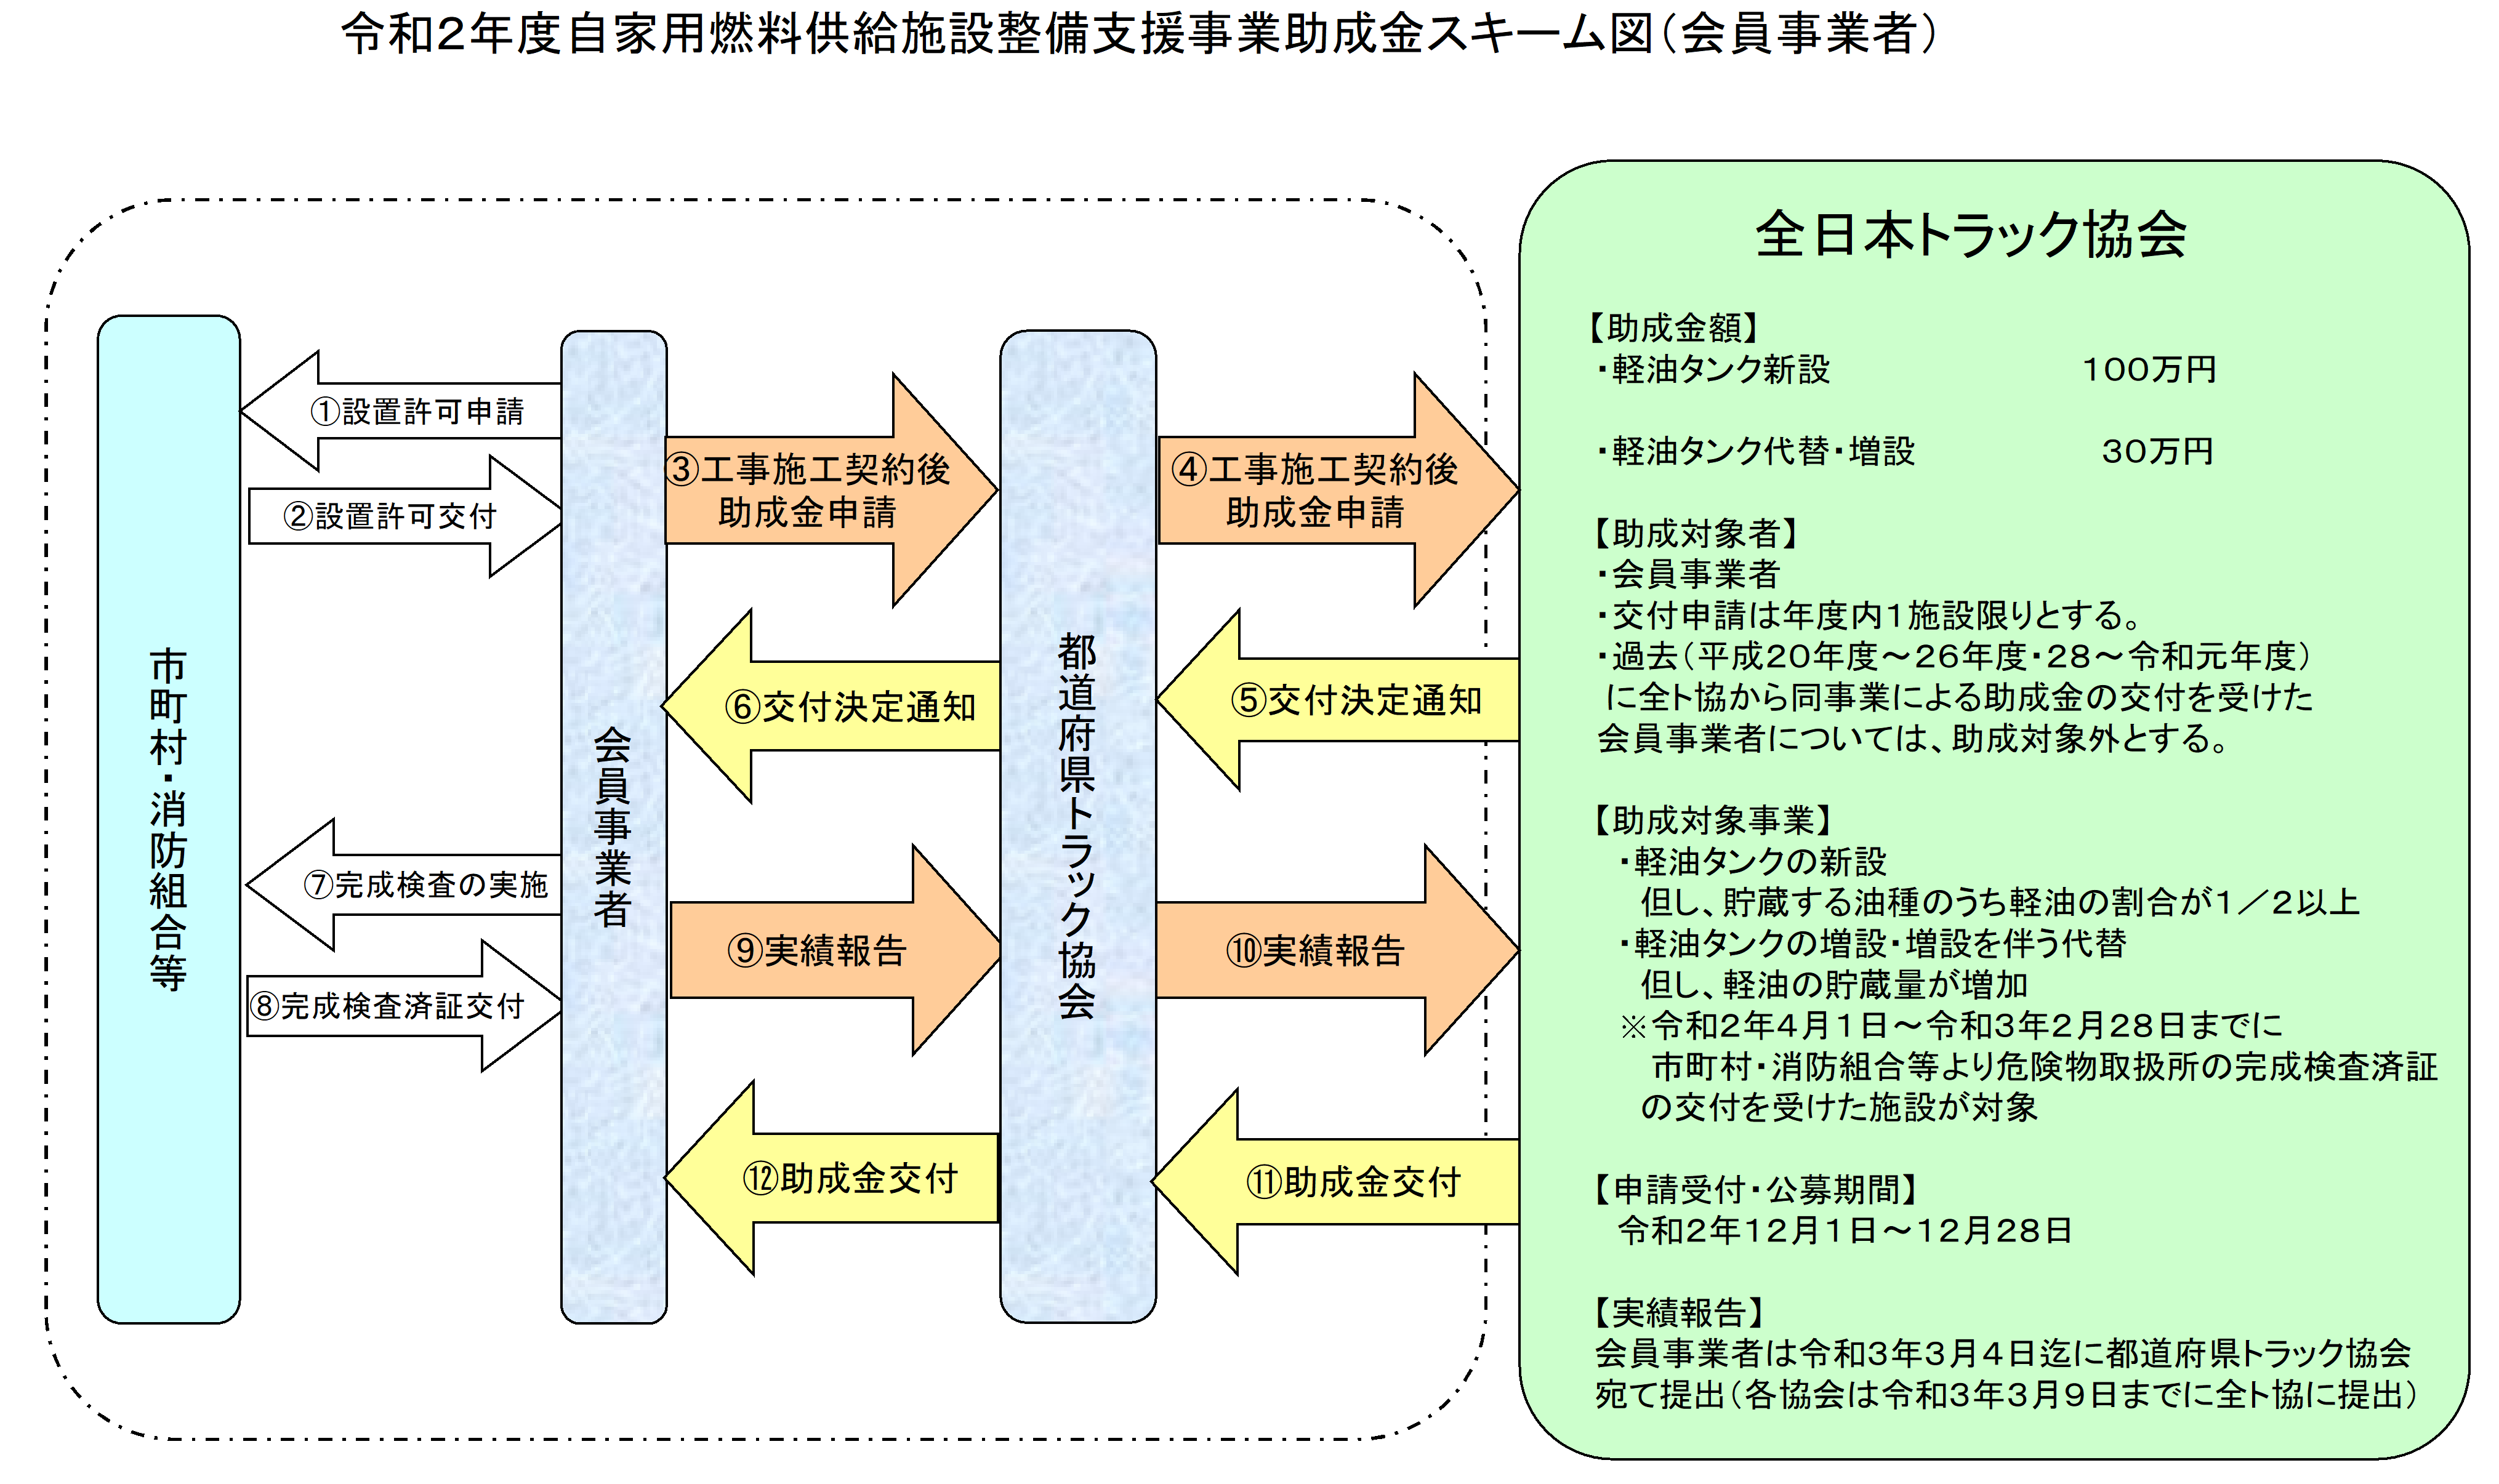 令和２年度自家用燃料供給施設整備支援事業助成金スキーム図（会員事業者）
市町村・消防組合等
①設置許可申請
②設置許可交付
⑦完成検査の実施
⑧完成検査済証交付
会員事業者
③工事施工契約後
助成金申請
⑥交付決定通知
⑨実績報告
⑫助成金交付
都道府県トラック協会
④工事施工契約後
助成金申請
⑤交付決定通知
⑩実績報告
⑪助成金交付
全日本トラック協会
【助成金額】
・軽油タンク新設　　　　　　　１００万円
・軽油タンク代替・増設　　　　　３０万円
【助成対象者】
・会員事業者
・交付申請は年度内１施設限りとする。
・過去（平成２０年度～２６年度・２８～令和元年度）
に全ト協から同事業による助成金の交付を受けた
会員事業者については、助成対象外とする。
【助成対象事業】
・軽油タンクの新設
但し、貯蔵する油種のうち軽油の割合が１／２以上
・軽油タンクの増設・増設を伴う代替
但し、軽油の貯蔵量が増加
※令和２年４月１日～令和３年２月２８日までに
市町村・消防組合等より危険物取扱所の完成検査済証
の交付を受けた施設が対象
【申請受付・公募期間】
令和２年１２月１日～１２月２８日
【実績報告】
会員事業者は令和３年３月４日迄に都道府県トラック協会
宛て提出（各協会は令和３年３月９日までに全ト協に提出）